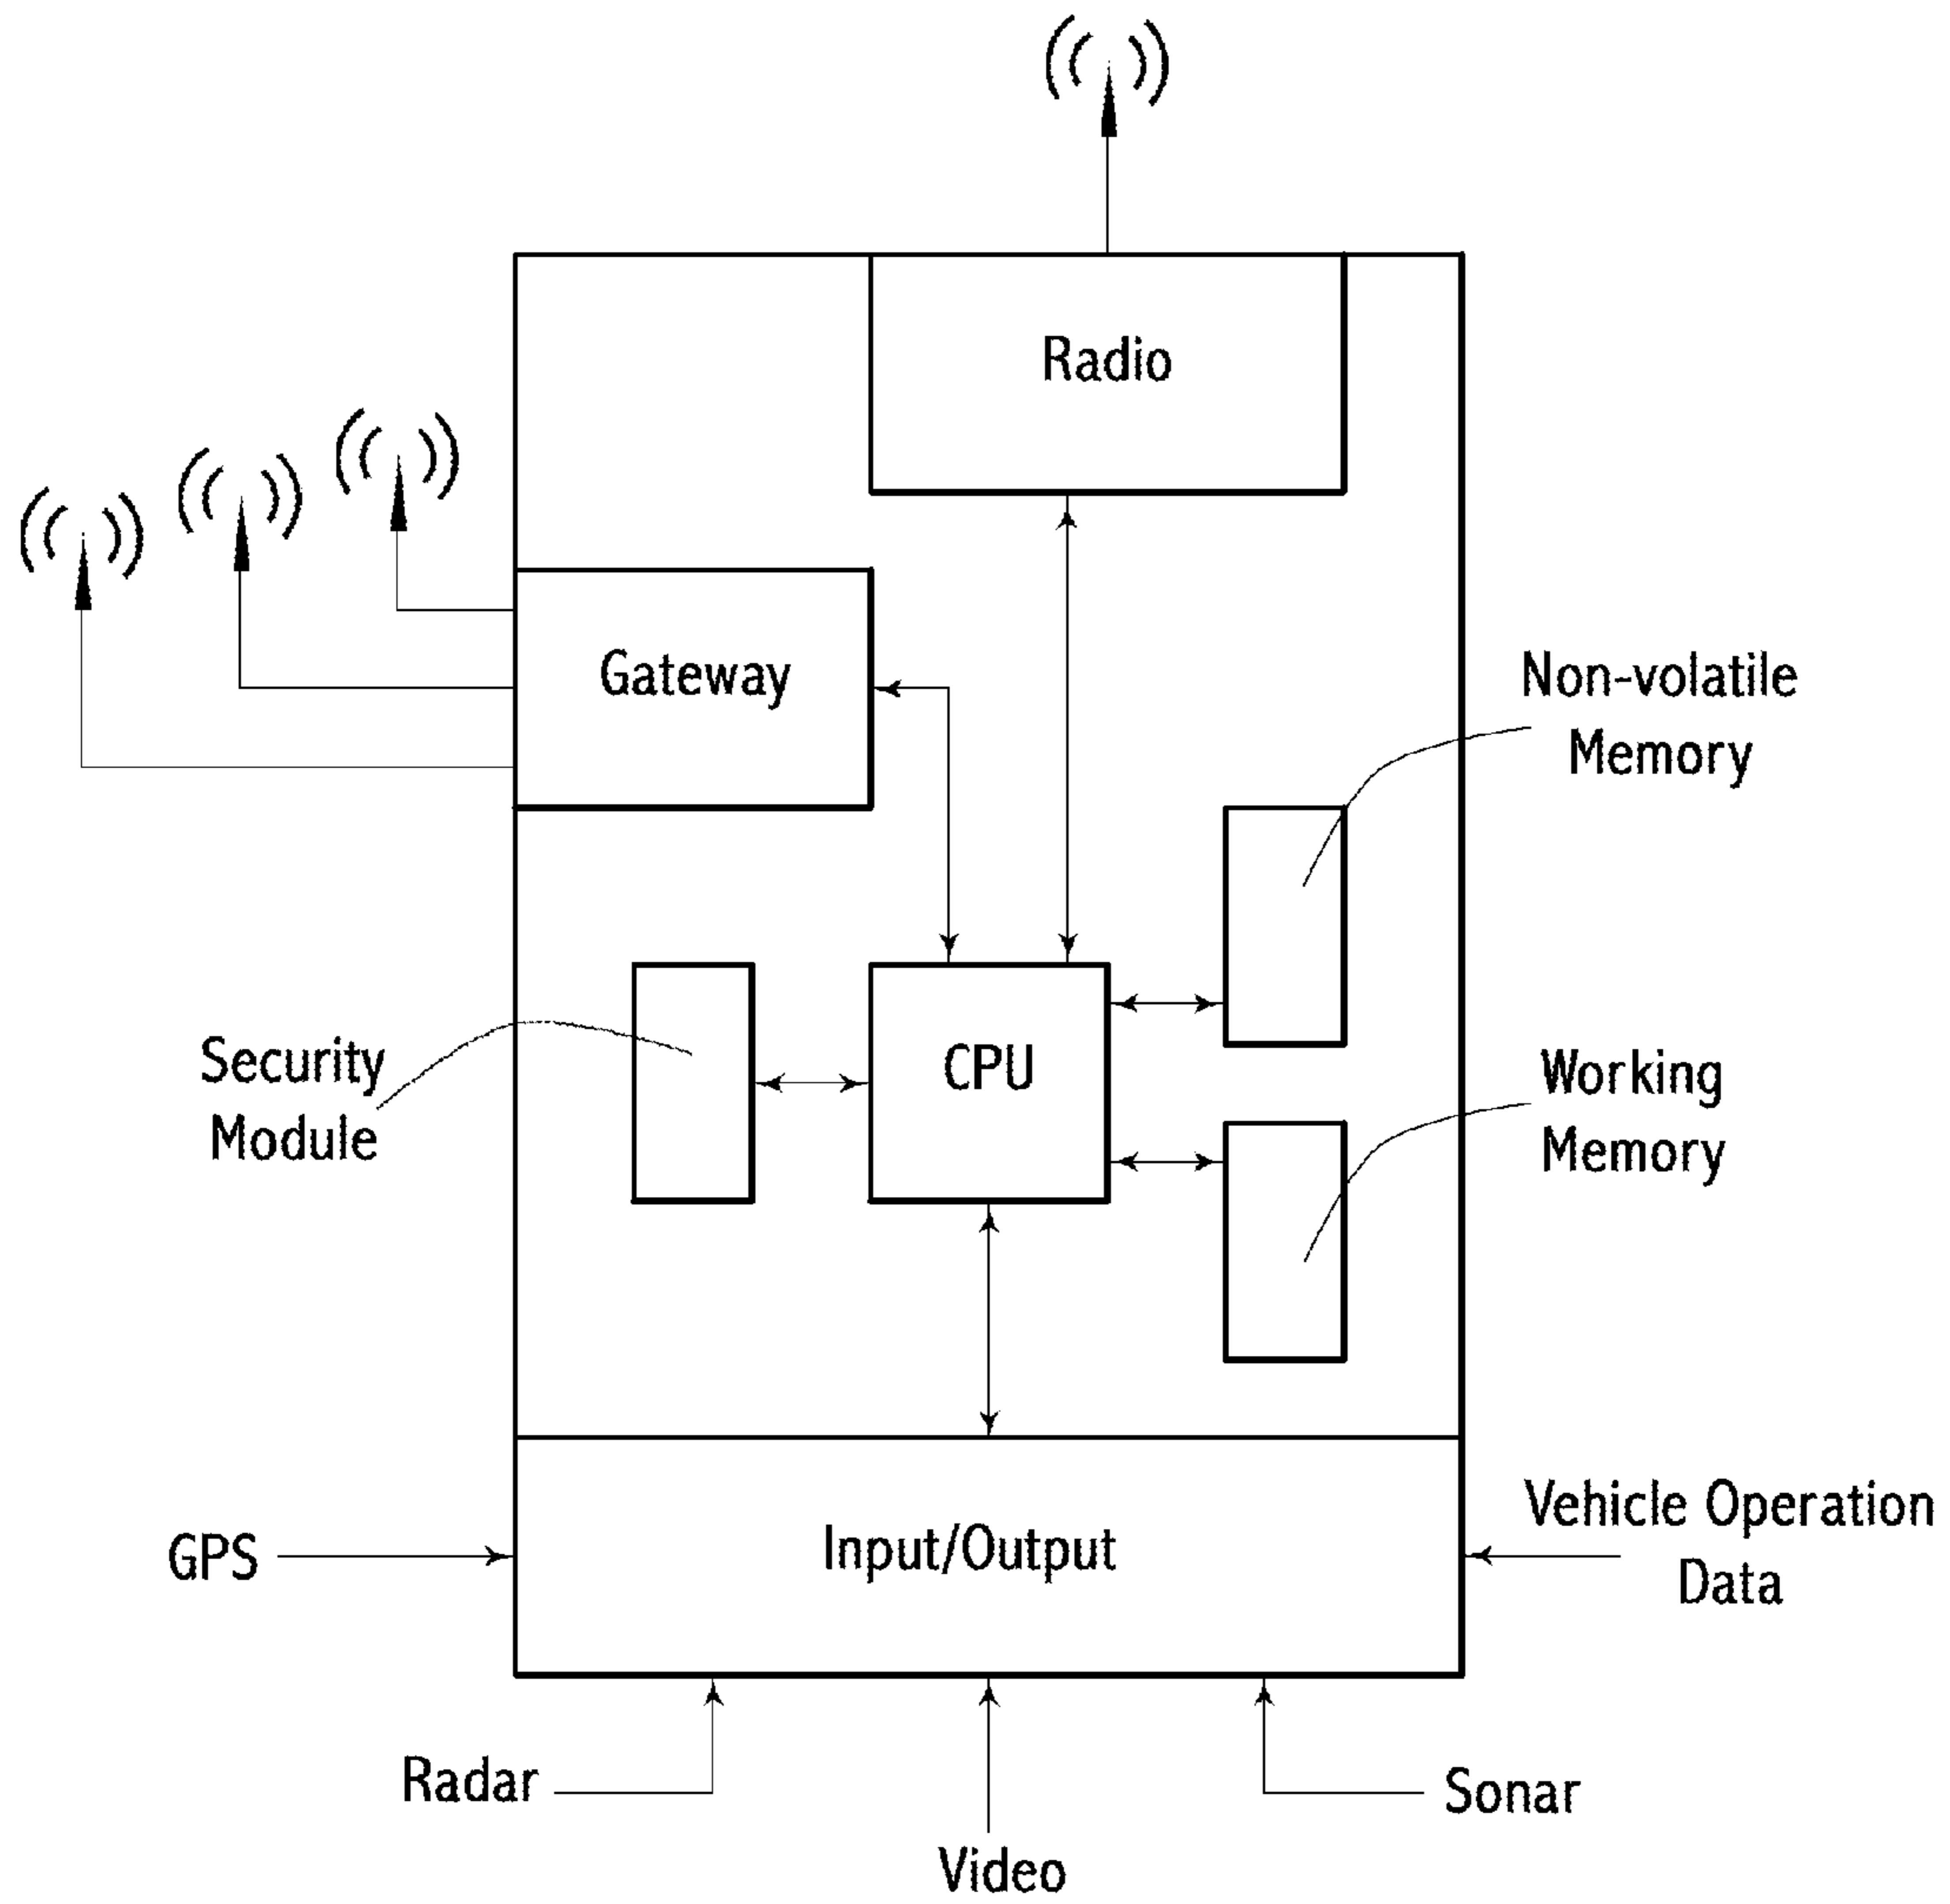 Radio
Gateway
Non-volatile
Memory
Security
Module
CPU
Working
Memory
GPS
Input/Output
Vehicle Operation
Data
Radar
Video
Sonar